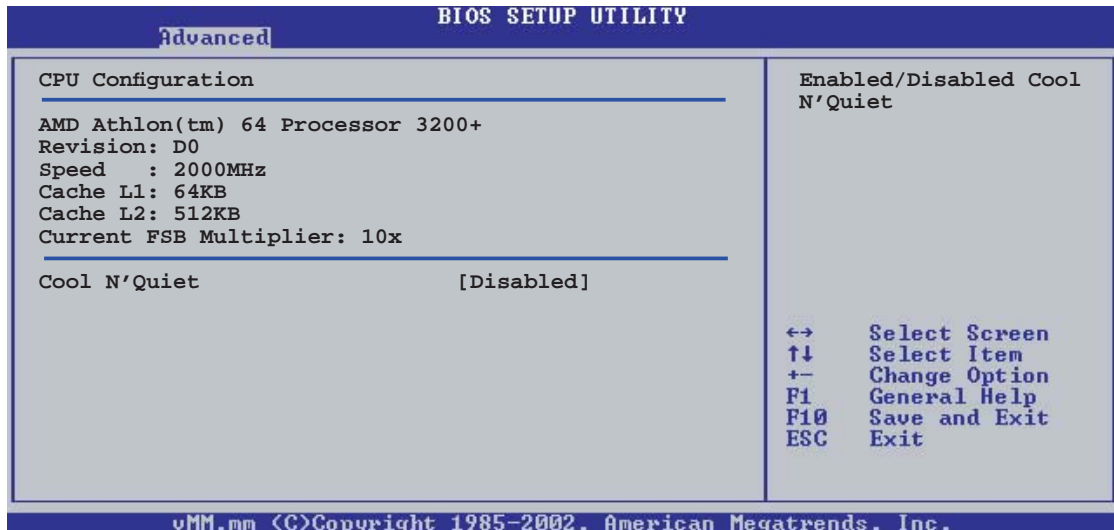 BIOS SETUP UTILITY
Advanced
CPU Configuration
AMD Athlon(tm) 64 Processor 3200+
Revision: D0
Speed : 2000MHz
Cache L1: 64KB
Cache L2: 512KB
Current FSB Multiplier: 10x
Cool N'Quiet [Disabled]
Enabled/Disabled Cool
N'Quiet
←→ Select Screen
↑↓ Select Item
+- Change Option
F1 General Help
F10 Save and Exit
ESC Exit
vMM.mm (C)Copyright 1985-2002, American Megatrends, Inc.